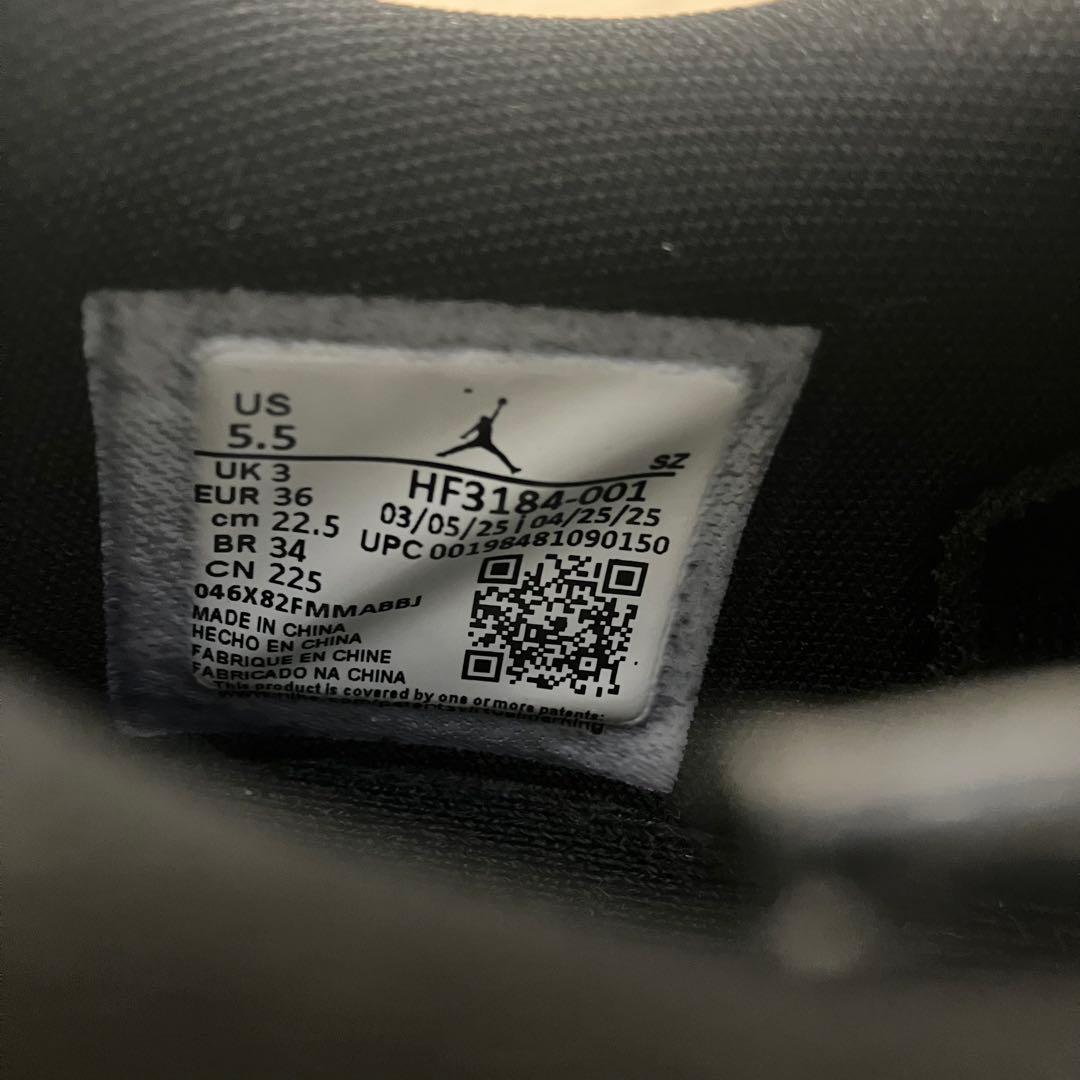 US
5.5
SZ
UK 3
EUR 36
cm 22.5
BR 34
CN 225
046X82FMMABBJ
HF3184-001
03/05/25 | 04/25/25
UPC 00198481090150
MADE IN CHINA
HECHO EN CHINA
FABRIQUE EN CHINE
FABRICADO NA CHINA
This product is covered by one or more patents: